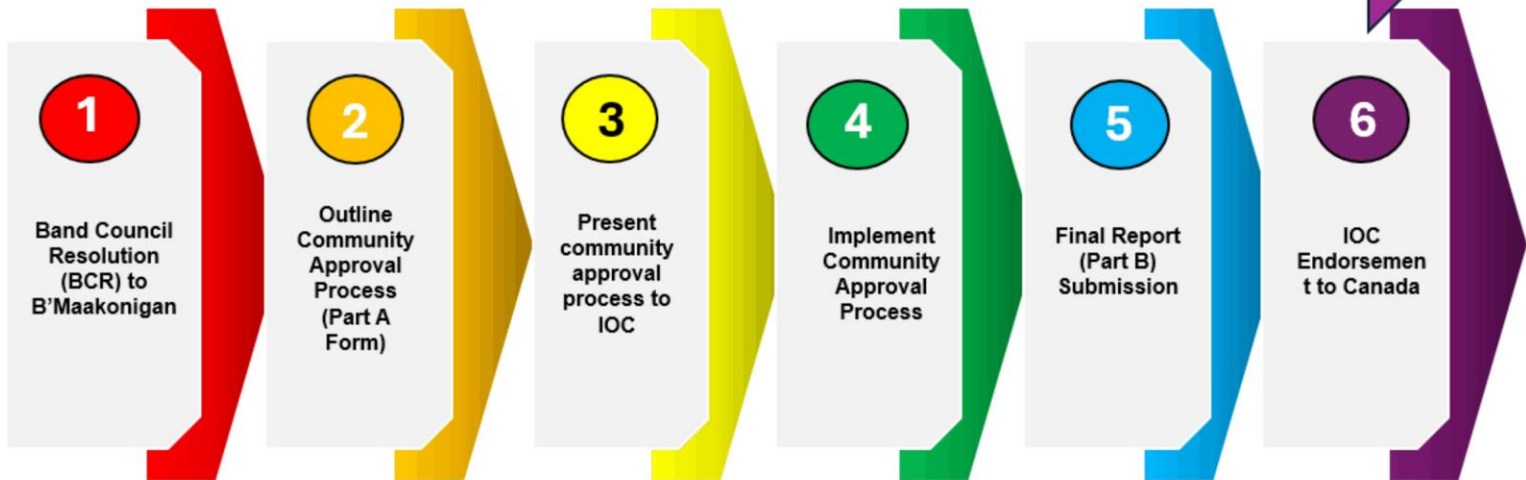 1
Band Council
Resolution
(BCR) to
B'Maakonigan
2
Outline
Community
Approval
Process
(Part A
Form)
3
Present
community
approval
process to
IOC
4
Implement
Community
Approval
Process
5
Final Report
(Part B)
Submission
6
IOC
Endorsemen
t to Canada